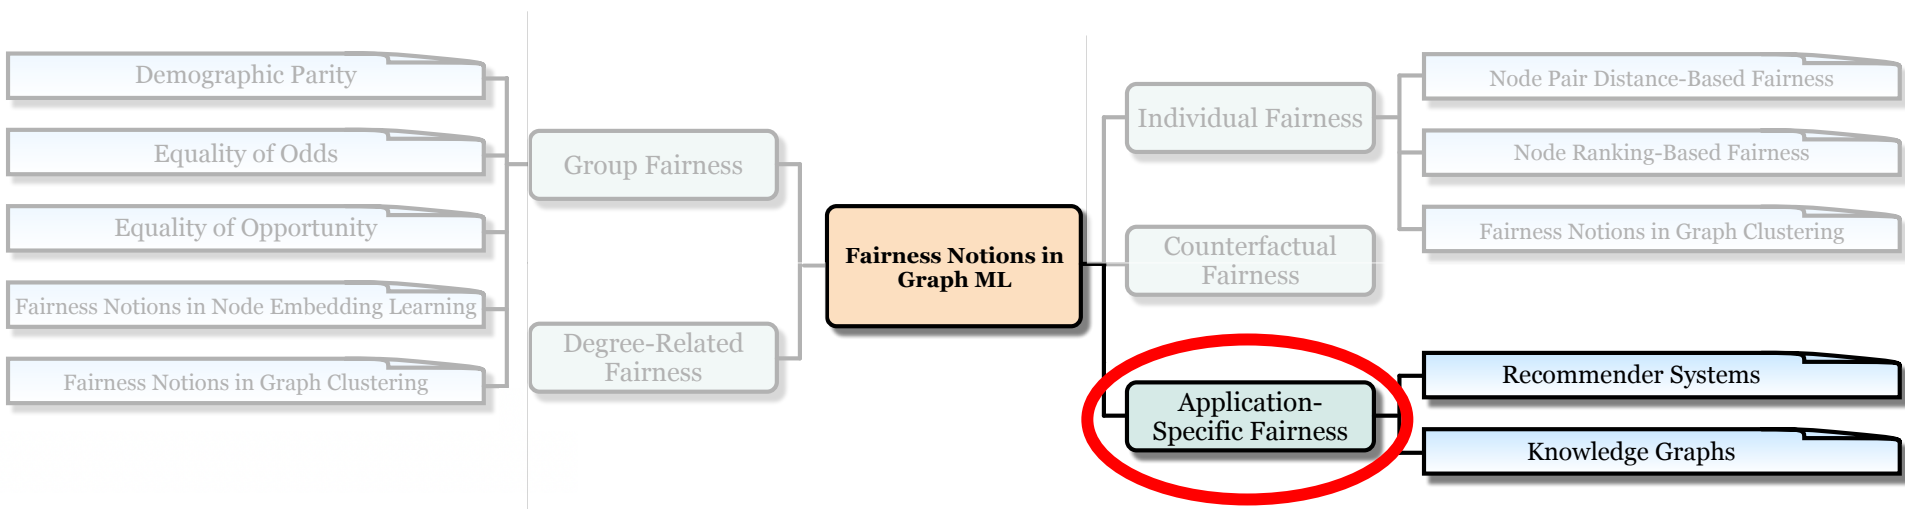 Demographic Parity
Equality of Odds
Equality of Opportunity
Fairness Notions in Node Embedding Learning
Fairness Notions in Graph Clustering
Group Fairness
Degree-Related
Fairness
Fairness Notions in
Graph ML
Individual Fairness
Counterfactual
Fairness
Application-
Specific Fairness
Node Pair Distance-Based Fairness
Node Ranking-Based Fairness
Fairness Notions in Graph Clustering
Recommender Systems
Knowledge Graphs